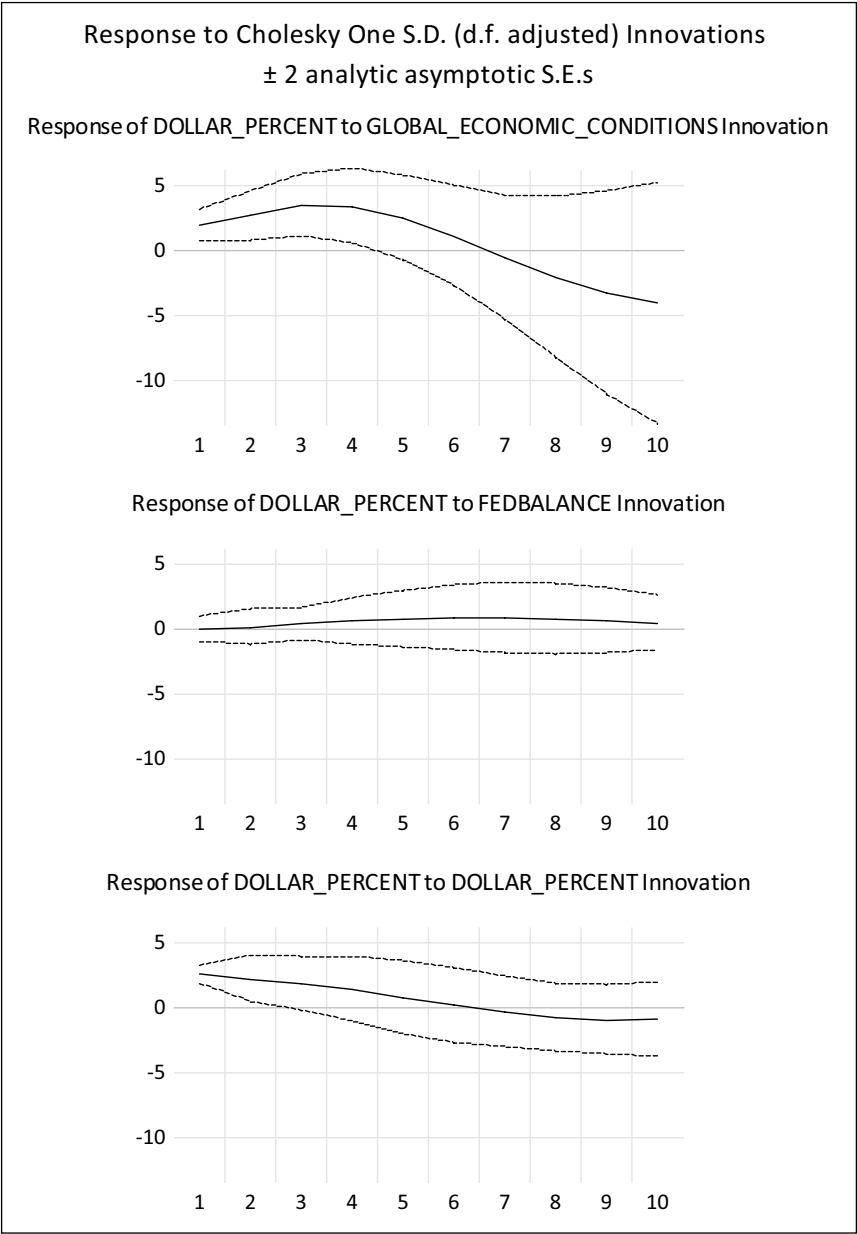 Response to Cholesky One S.D. (d.f. adjusted) Innovations
± 2 analytic asymptotic S.E.s
Response of DOLLAR_PERCENT to GLOBAL_ECONOMIC_CONDITIONS Innovation
5
0
-5
-10
1 2 3 4 5 6 7 8 9 10
Response of DOLLAR_PERCENT to FEDBALANCE Innovation
5
0
-5
-10
1 2 3 4 5 6 7 8 9 10
Response of DOLLAR_PERCENT to DOLLAR_PERCENT Innovation
5
0
-5
-10
1 2 3 4 5 6 7 8 9 10